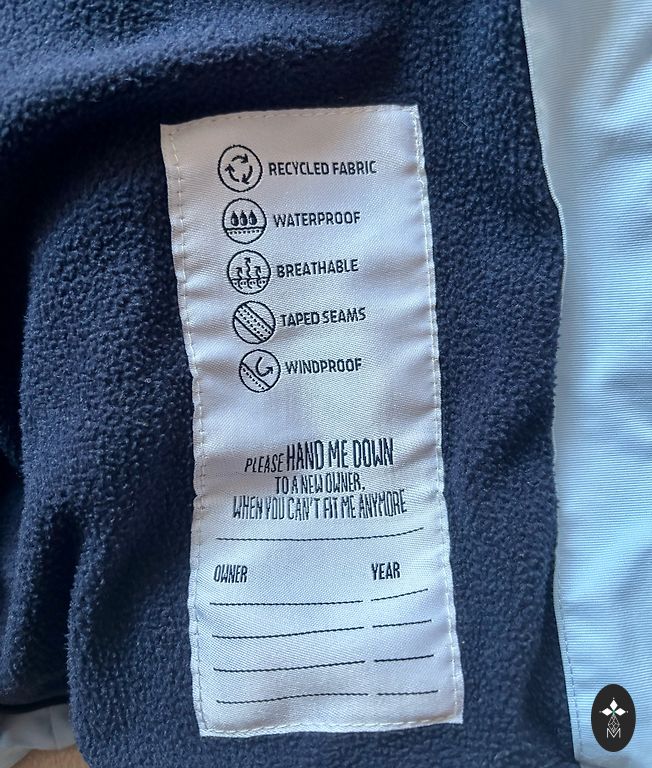 RECYCLED FABRIC
WATERPROOF
BREATHABLE
TAPED SEAMS
WINDPROOF
PLEASE HAND ME DOWN
TO A NEW OWNER,
WHEN YOU CAN'T FIT ME ANYMORE
OWNER YEAR
M